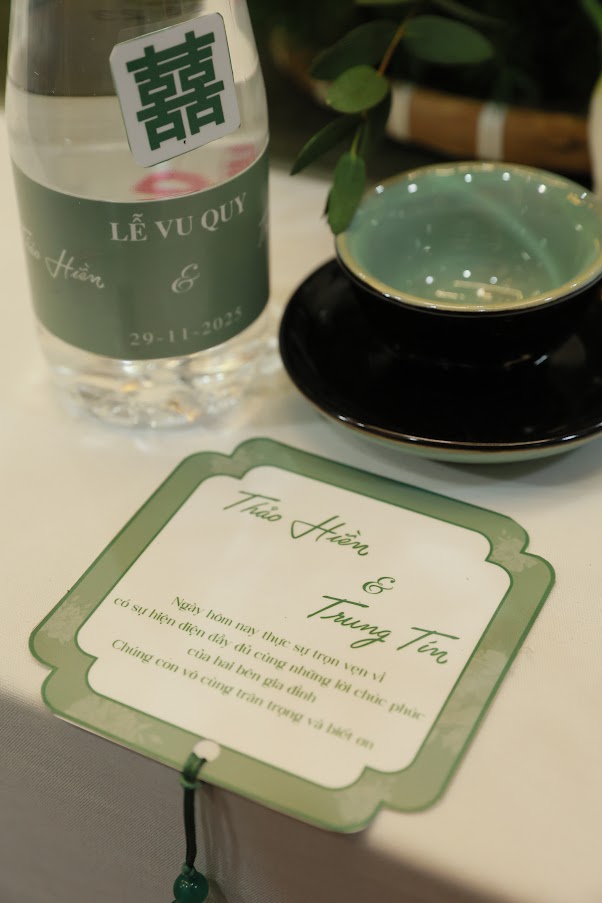 囍
LỄ VU QUY
Thảo Hiền
&
29-11-2025
Thảo Hiền
&
Trung Tín
Ngày hôm nay thực sự trọn vẹn vì
có sự hiện diện đầy đủ cùng những lời chúc phúc
của hai bên gia đình
Chúng con vô cùng trân trọng và biết ơn